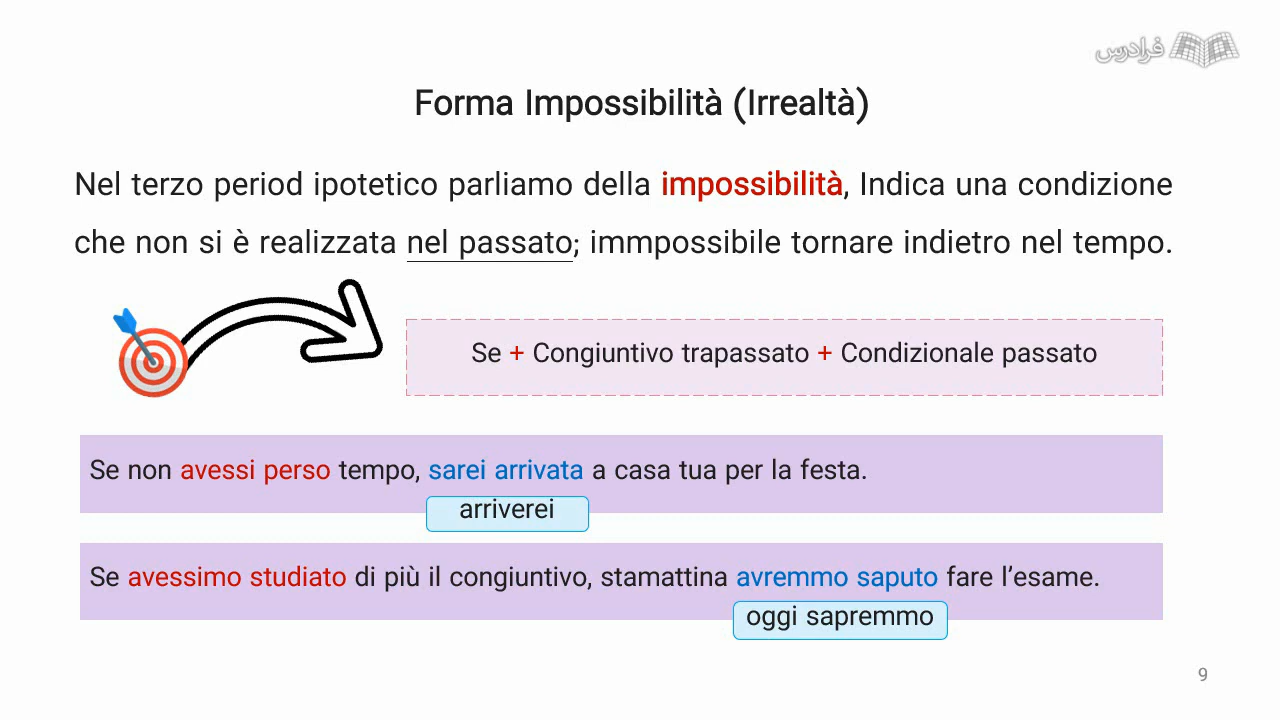 فرادرس
Forma Impossibilità (Irrealtà)
Nel terzo period ipotetico parliamo della impossibilità, Indica una condizione
che non si è realizzata nel passato; immpossibile tornare indietro nel tempo.
Se + Congiuntivo trapassato + Condizionale passato
Se non avessi perso tempo, sarei arrivata a casa tua per la festa.
arriverei
Se avessimo studiato di più il congiuntivo, stamattina avremmo saputo fare l’esame.
oggi sapremmo
9